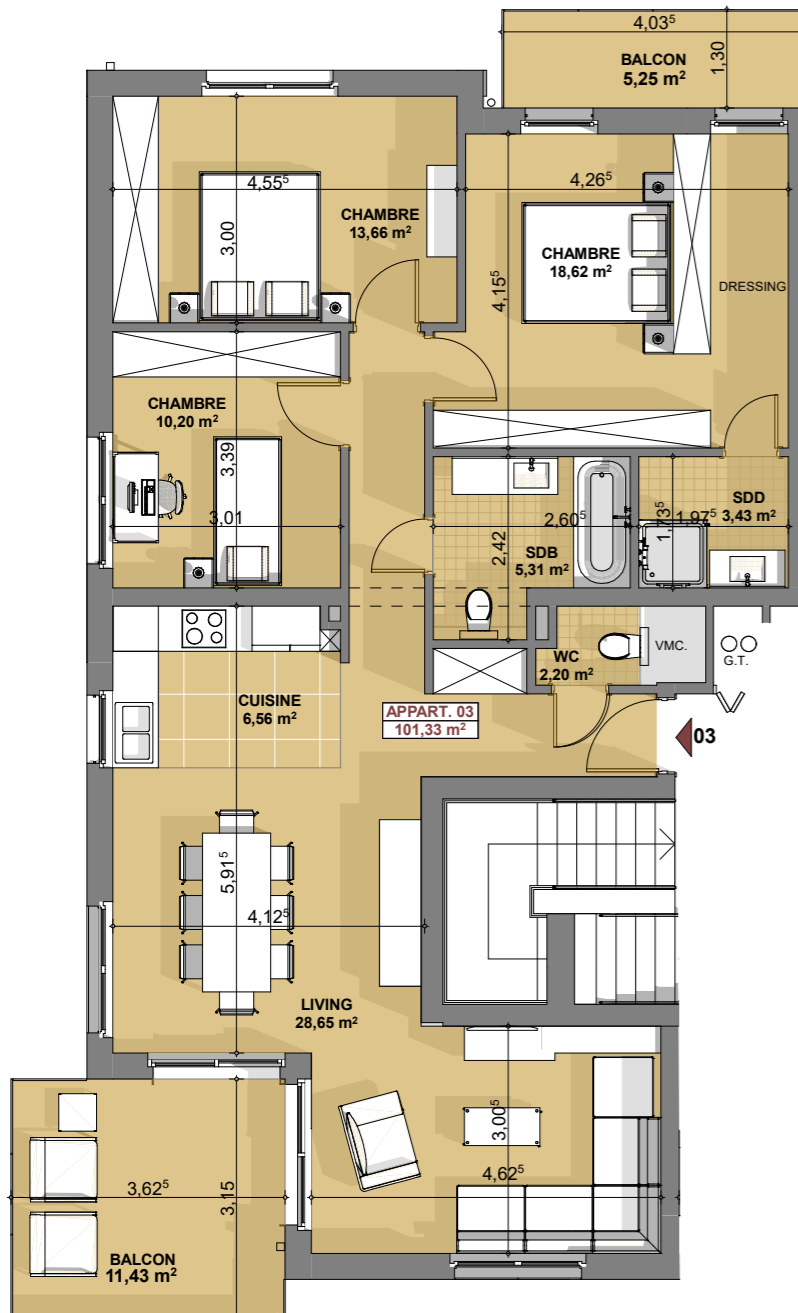 4,03⁵
BALCON
5,25 m²
1,30
4,55⁵
3,00
CHAMBRE
13,66 m²
4,26⁵
4,15⁵
CHAMBRE
18,62 m²
DRESSING
CHAMBRE
10,20 m²
3,39
3,01
2,60⁵
2,42
SDB
5,31 m²
SDD
3,43 m²
1,73⁵
1,97⁵
WC
2,20 m²
VMC.
G.T.
CUISINE
6,56 m²
APPART. 03
101,33 m²
03
5,91⁵
4,12⁵
LIVING
28,65 m²
3,00⁵
4,62⁵
3,62⁵
3,15
BALCON
11,43 m²